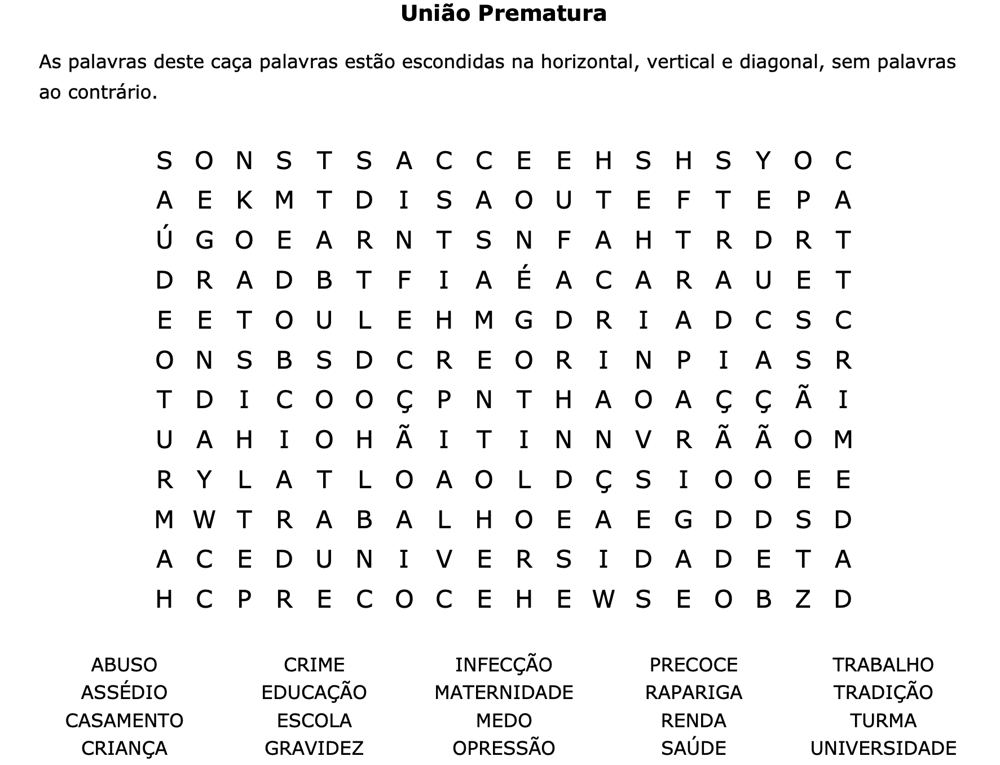 União Prematura
As palavras deste caça palavras estão escondidas na horizontal, vertical e diagonal, sem palavras
ao contrário.
S O N S T S A C C E E H S H S Y O C
A E K M T D I S A O U T E F T E P A
Ú G O E A R N T S N F A H T R D R T
D R A D B T F I A É A C A R A U E T
E E T O U L E H M G D R I A D C S C
O N S B S D C R E O R I N P I A S R
T D I C O O Ç P N T H A O A Ç Ç Ã I
U A H I O H Ã I T I N N V R Ã Ã O M
R Y L A T L O A O L D Ç S I O O E E
M W T R A B A L H O E A E G D D S D
A C E D U N I V E R S I D A D E T A
H C P R E C O C E H E W S E O B Z D
ABUSO CRIME INFECÇÃO PRECOCE TRABALHO
ASSÉDIO EDUCAÇÃO MATERNIDADE RAPARIGA TRADIÇÃO
CASAMENTO ESCOLA MEDO RENDA TURMA
CRIANÇA GRAVIDEZ OPRESSÃO SAÚDE UNIVERSIDADE